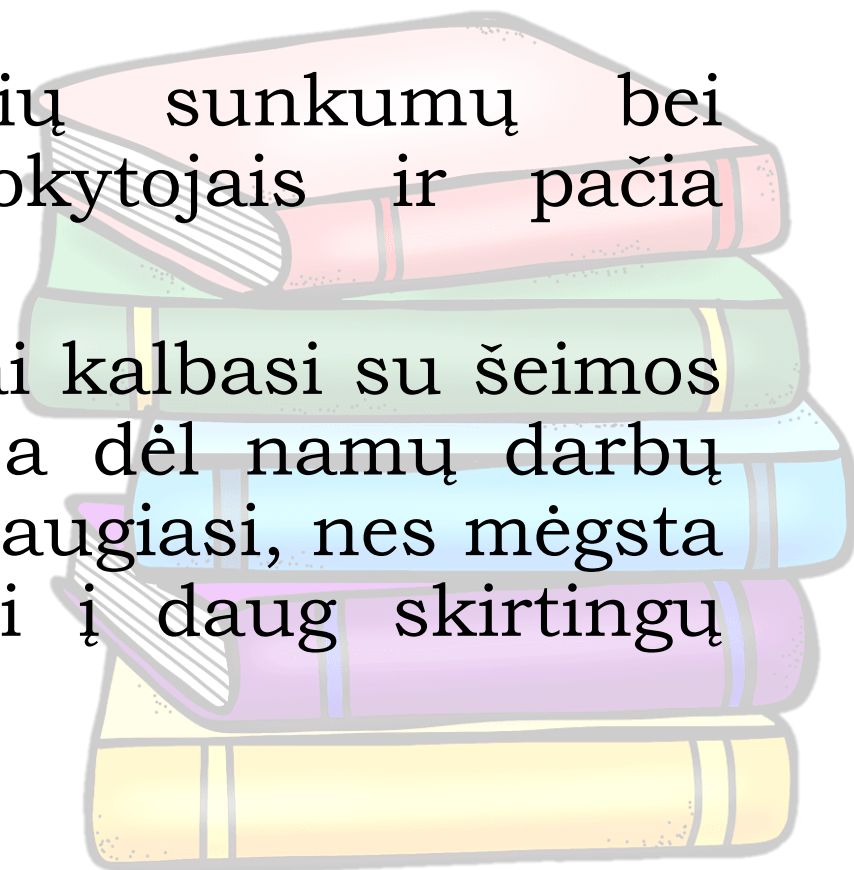 ių sunkumų bei
okytojais ir pačia
i kalbasi su šeimos
a dėl namų darbų
augiasi, nes mėgsta
i į daug skirtingų